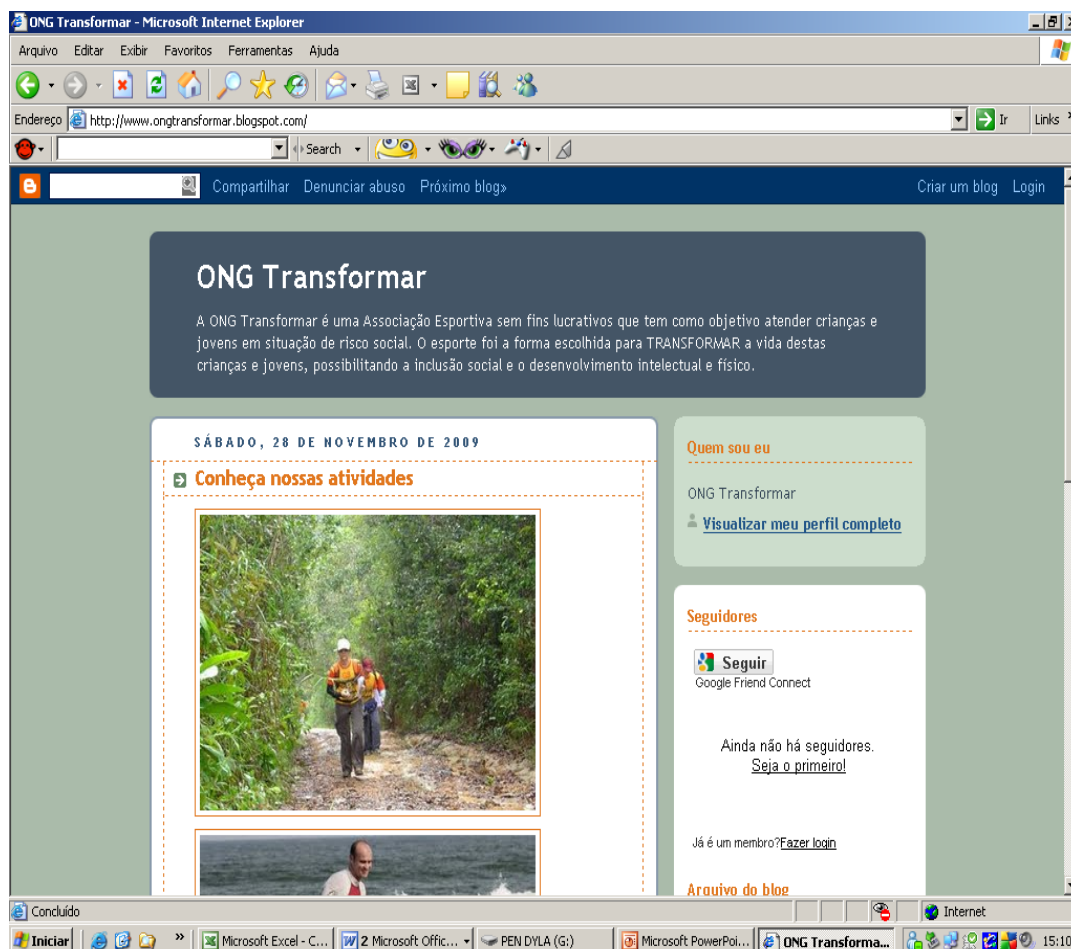 ONG Transformar - Microsoft Internet Explorer
Arquivo Editar Exibir Favoritos Ferramentas Ajuda
Endereço http://www.ongtransformar.blogspot.com/ Ir Links
Search
Compartilhar Denunciar abuso Próximo blog» Criar um blog Login
ONG Transformar
A ONG Transformar é uma Associação Esportiva sem fins lucrativos que tem como objetivo atender crianças e
jovens em situação de risco social. O esporte foi a forma escolhida para TRANSFORMAR a vida destas
crianças e jovens, possibilitando a inclusão social e o desenvolvimento intelectual e físico.
SÁBADO, 28 DE NOVEMBRO DE 2009
Conheça nossas atividades
Quem sou eu
ONG Transformar
Visualizar meu perfil completo
Seguidores
Seguir
Google Friend Connect
Ainda não há seguidores.
Seja o primeiro!
Já é um membro?Fazer login
Arquivo do blog
Concluído Internet
Iniciar » Microsoft Excel - C... 2 Microsoft Offic... PEN DYLA (G:) Microsoft PowerPoi... ONG Transforma... 15:10